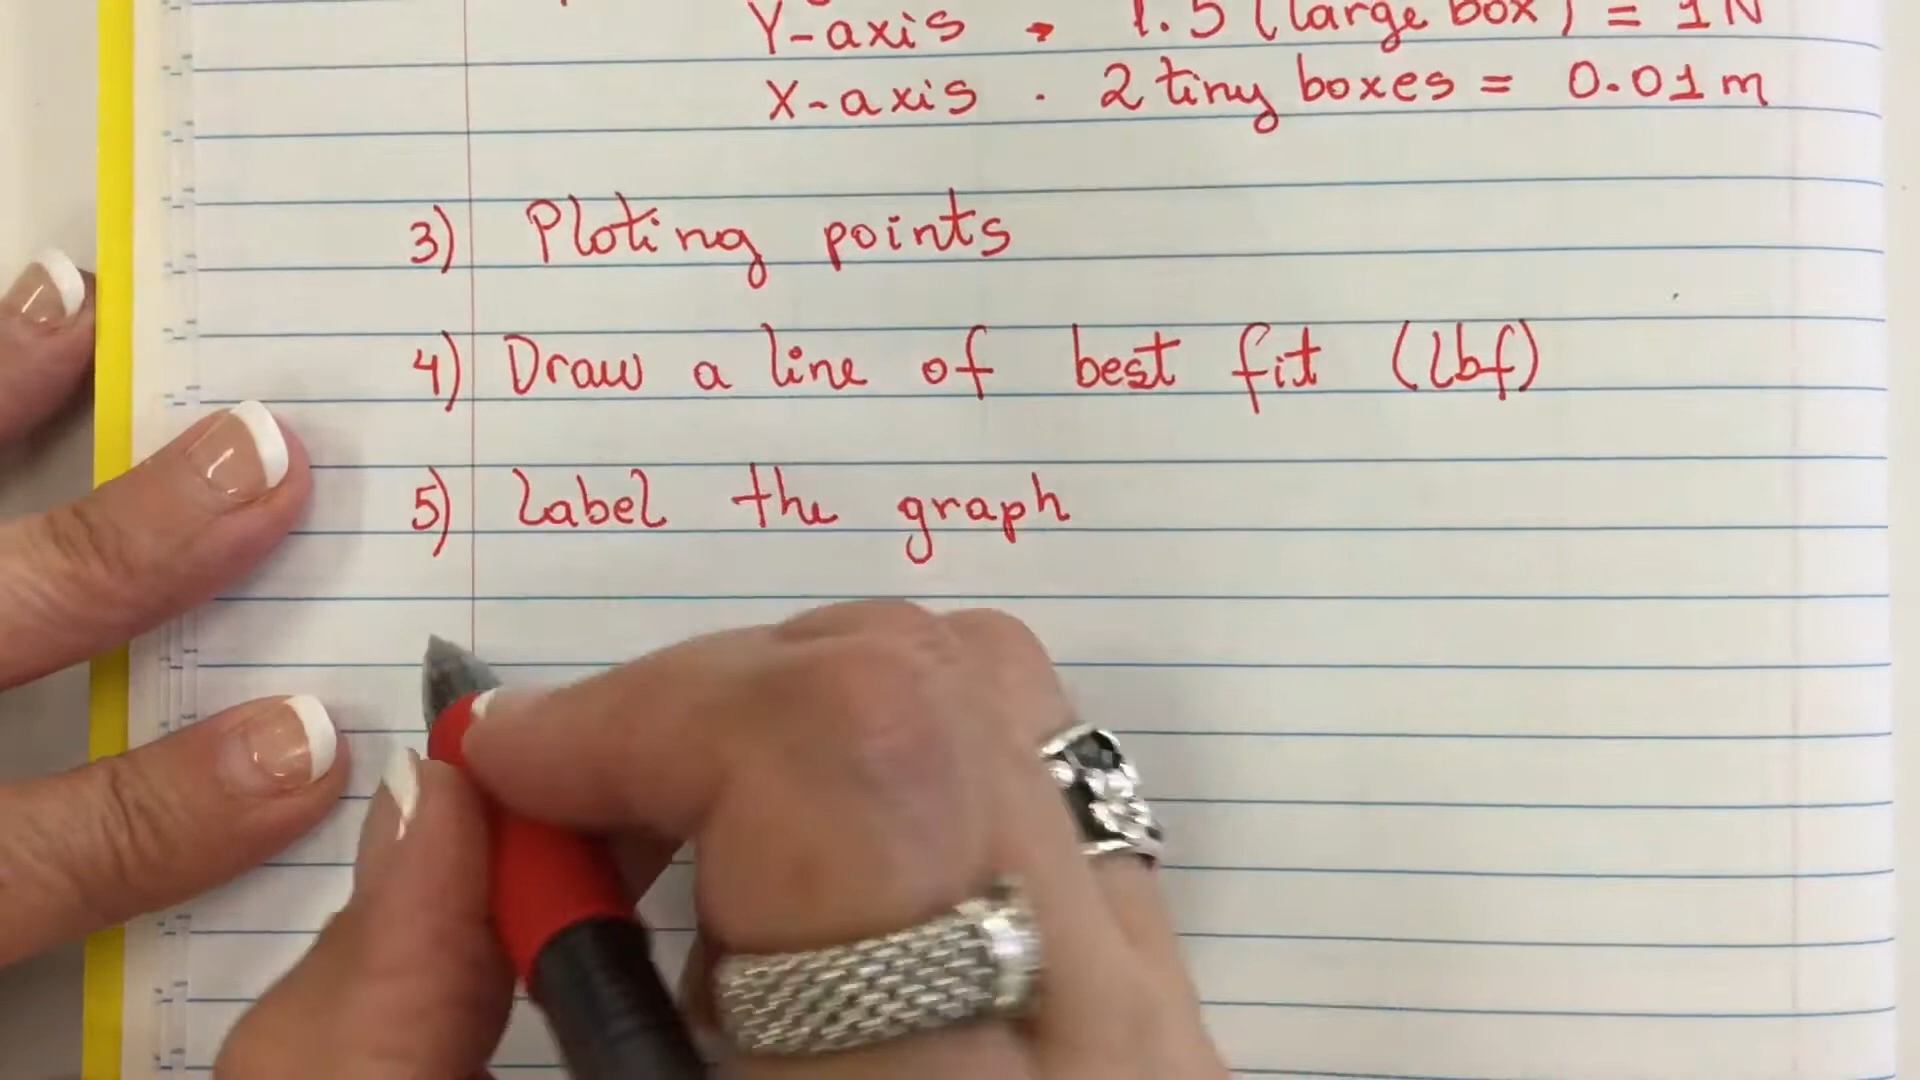 Y-axis → 1.5 (large box) = 1N
X-axis . 2 tiny boxes = 0.01 m
3) Ploting points
4) Draw a line of best fit (lbf)
5) Label the graph